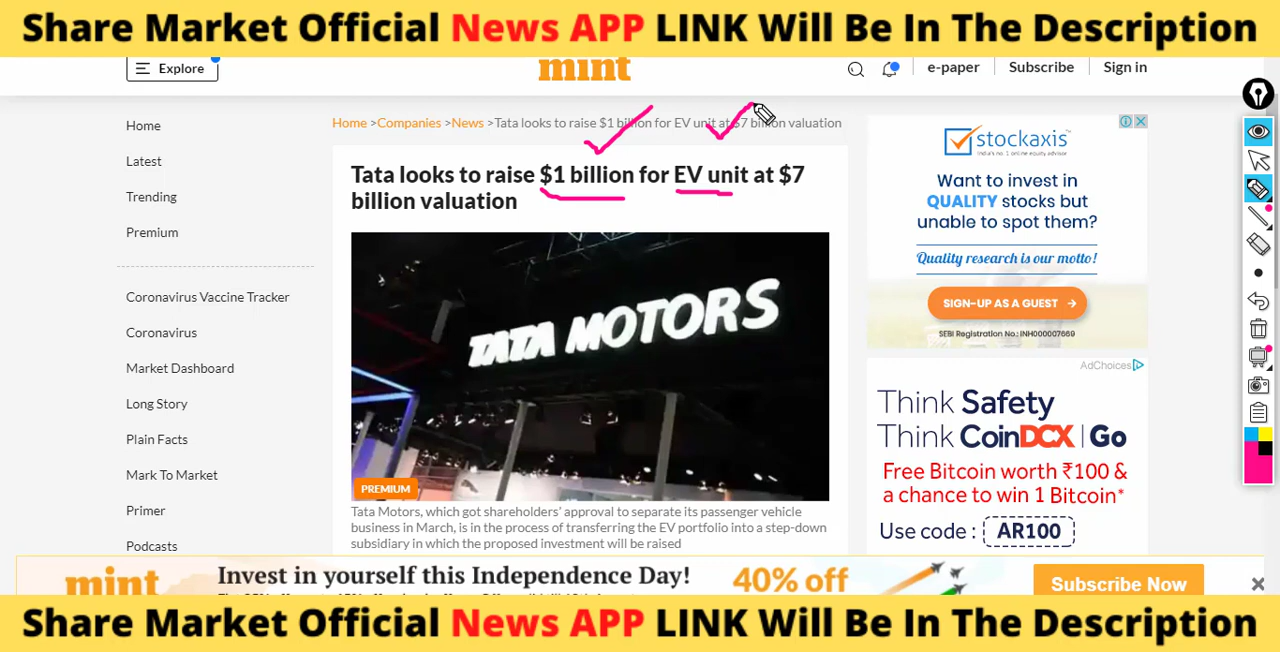 Share Market Official News APP LINK Will Be In The Description
Explore
mint
e-paper
Subscribe
Sign in
Home
Latest
Trending
Premium
Coronavirus Vaccine Tracker
Coronavirus
Market Dashboard
Long Story
Plain Facts
Mark To Market
Primer
Podcasts
Home >Companies >News >Tata looks to raise $1 billion for EV unit at $7 billion valuation
Tata looks to raise $1 billion for EV unit at $7
billion valuation
TATA MOTORS
PREMIUM
Tata Motors, which got shareholders' approval to separate its passenger vehicle
business in March, is in the process of transferring the EV portfolio into a step-down
subsidiary in which the proposed investment will be raised
stockaxis
India's no. 1 online equity advisor
Want to invest in
QUALITY stocks but
unable to spot them?
Quality research is our motto!
SIGN-UP AS A GUEST →
SEBI Registration No.: INH000007669
AdChoices
Think Safety
Think CoinDCX | Go
Free Bitcoin worth ₹100 &
a chance to win 1 Bitcoin*
Use code : AR100
mint
Invest in yourself this Independence Day!
40% off
Subscribe Now
Share Market Official News APP LINK Will Be In The Description